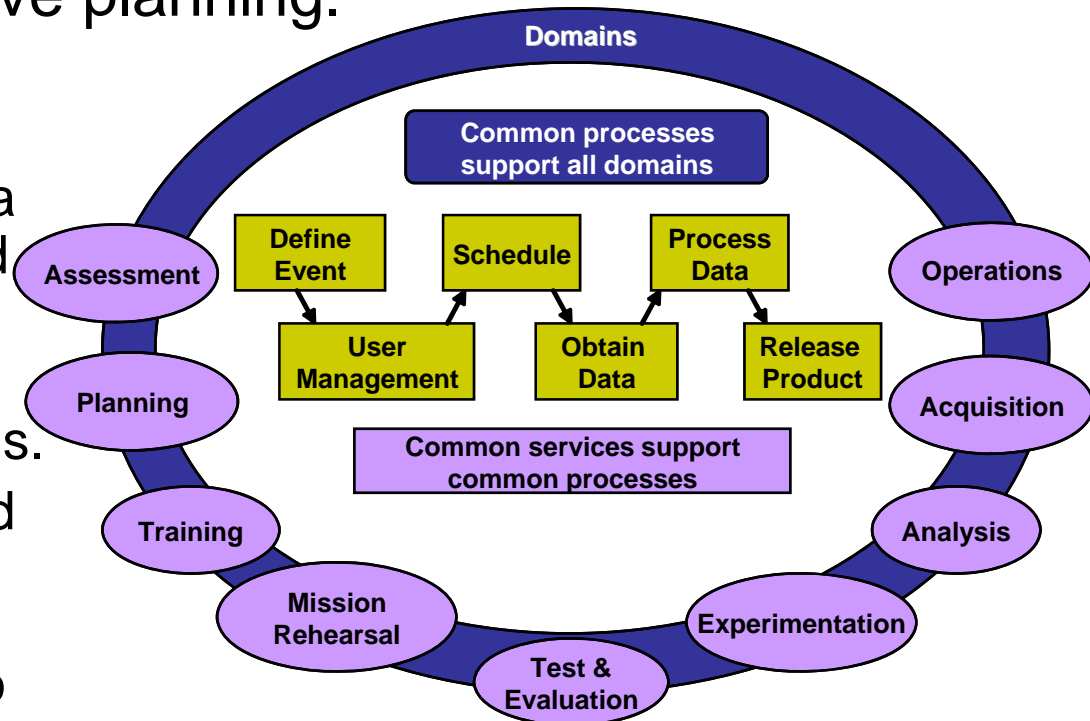 ve planning.
Domains
Common processes
support all domains
a
d
Define
Event
Schedule
Process
Data
Assessment
Operations
User
Management
Obtain
Data
Release
Product
Planning
Acquisition
s.
Common services support
common processes
d
Training
Analysis
Mission
Rehearsal
Experimentation
Test &
Evaluation